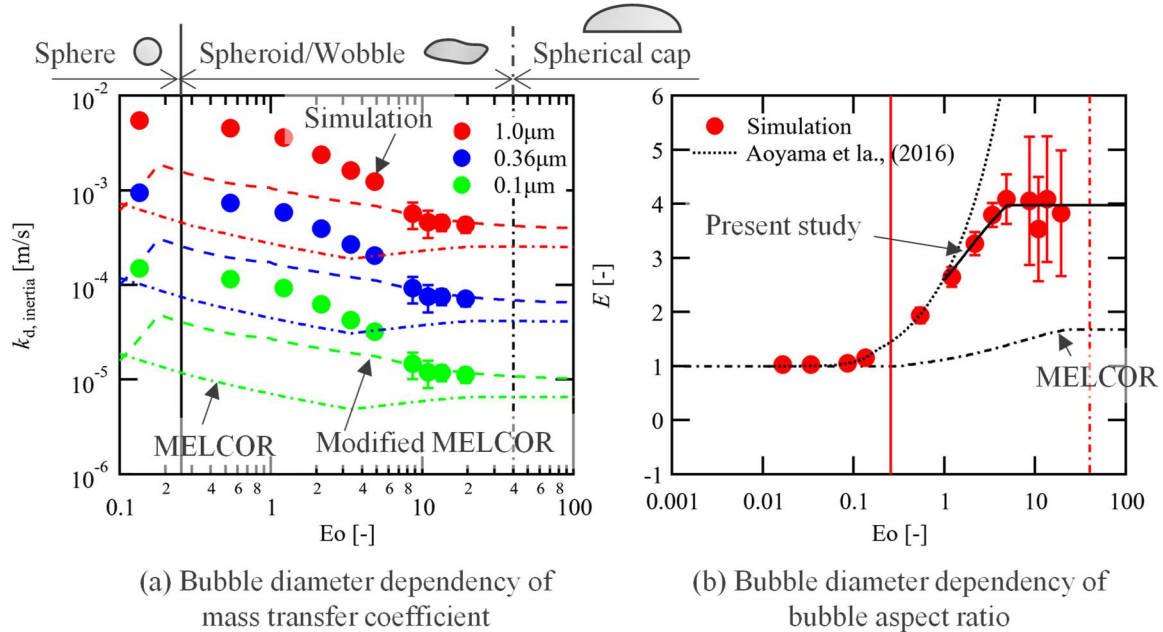 Sphere
Spheroid/Wobble
Spherical cap
10⁻²
10⁻³
10⁻⁴
10⁻⁵
10⁻⁶
k_d, inertia [m/s]
Simulation
1.0μm
0.36μm
0.1μm
MELCOR
Modified MELCOR
0.1
2
4
6
8
1
2
4
6
8
10
2
4
6
8
100
Eo [-]
(a) Bubble diameter dependency of
mass transfer coefficient
6
5
4
3
2
1
0
-1
E [-]
Simulation
Aoyama et la., (2016)
Present study
MELCOR
0.001
0.01
0.1
1
10
100
Eo [-]
(b) Bubble diameter dependency of
bubble aspect ratio